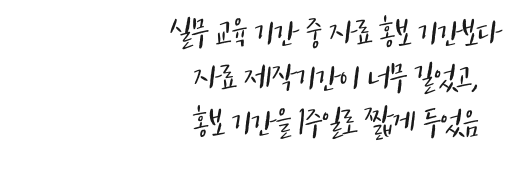 실무 교육 기간 중 자료 홍보 기간보다
자료 제작기간이 너무 길었고,
홍보 기간을 1주일로 짧게 두었음